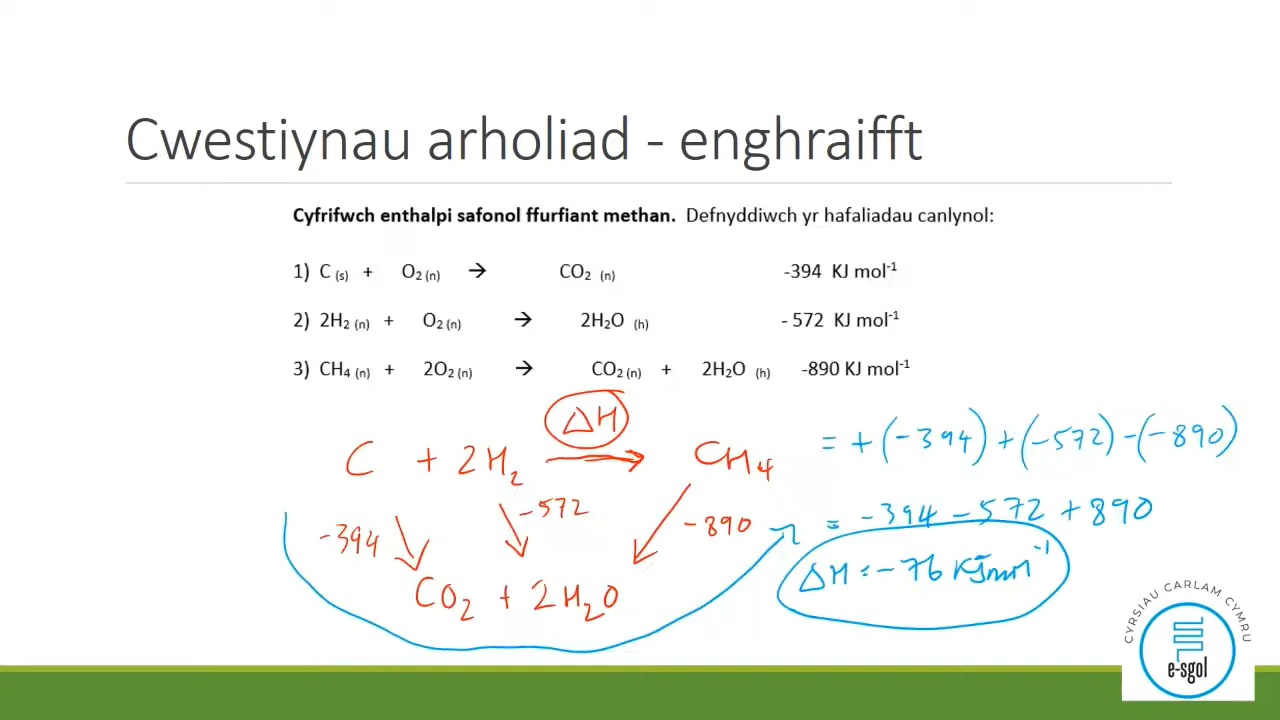 Cwestiynau arholiad - enghraifft
Cyfrifwch enthalpi safonol ffurfiant methan. Defnyddiwch yr hafaliadau canlynol:
1) C (s) + O₂ (n) → CO₂ (n) -394 KJ mol⁻¹
2) 2H₂ (n) + O₂ (n) → 2H₂O (h) - 572 KJ mol⁻¹
3) CH₄ (n) + 2O₂ (n) → CO₂ (n) + 2H₂O (h) -890 KJ mol⁻¹
ΔH
C + 2H₂ → CH₄
-394 -572 -890
CO₂ + 2H₂O
= +(-394)+(-572)-(-890)
= -394-572+890
ΔH = -76 KJmol⁻¹
CYRSIAU CARLAM CYMRU
e-sgol